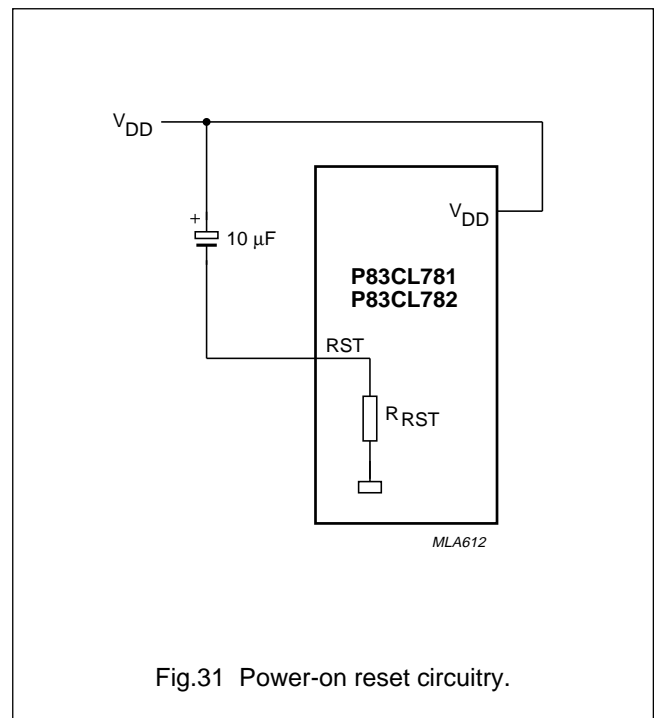 VDD
VDD
+
10 μF
P83CL781
P83CL782
RST
RRST
MLA612
Fig.31 Power-on reset circuitry.